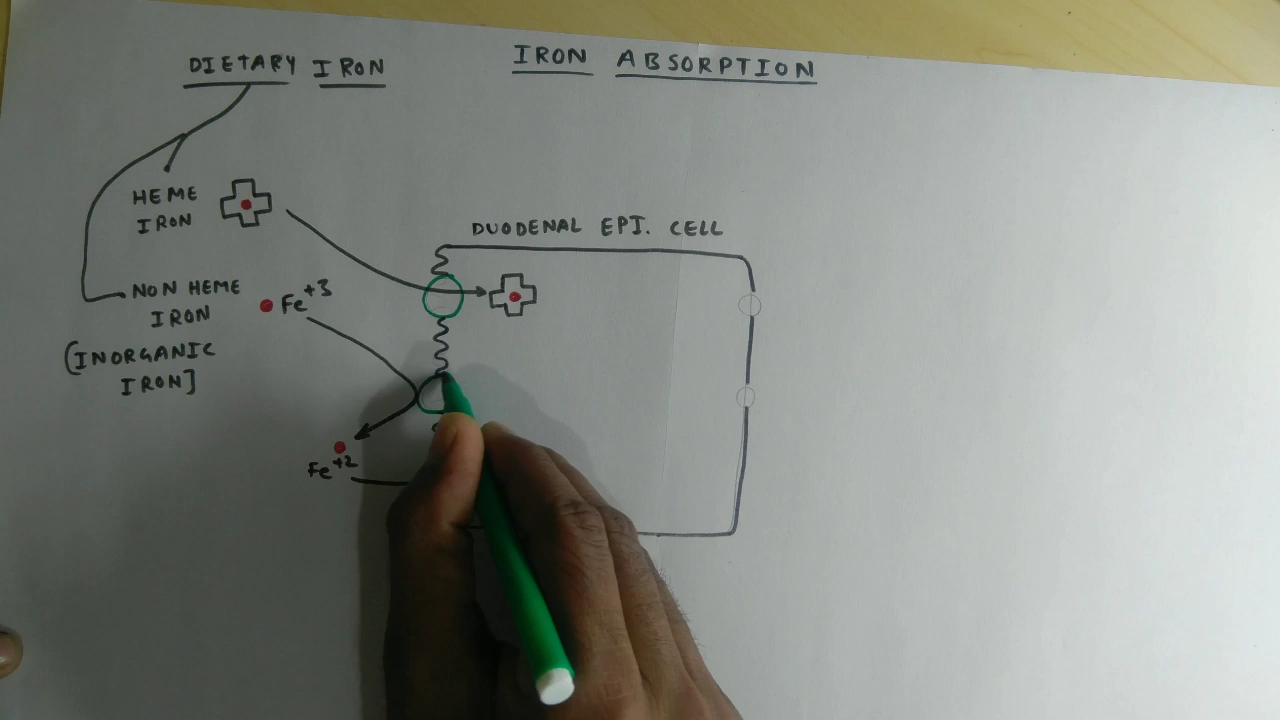 DIETARY IRON
IRON ABSORPTION
HEME
IRON
DUODENAL EPI. CELL
NON HEME
IRON
Fe+3
(INORGANIC
IRON]
Fe+2